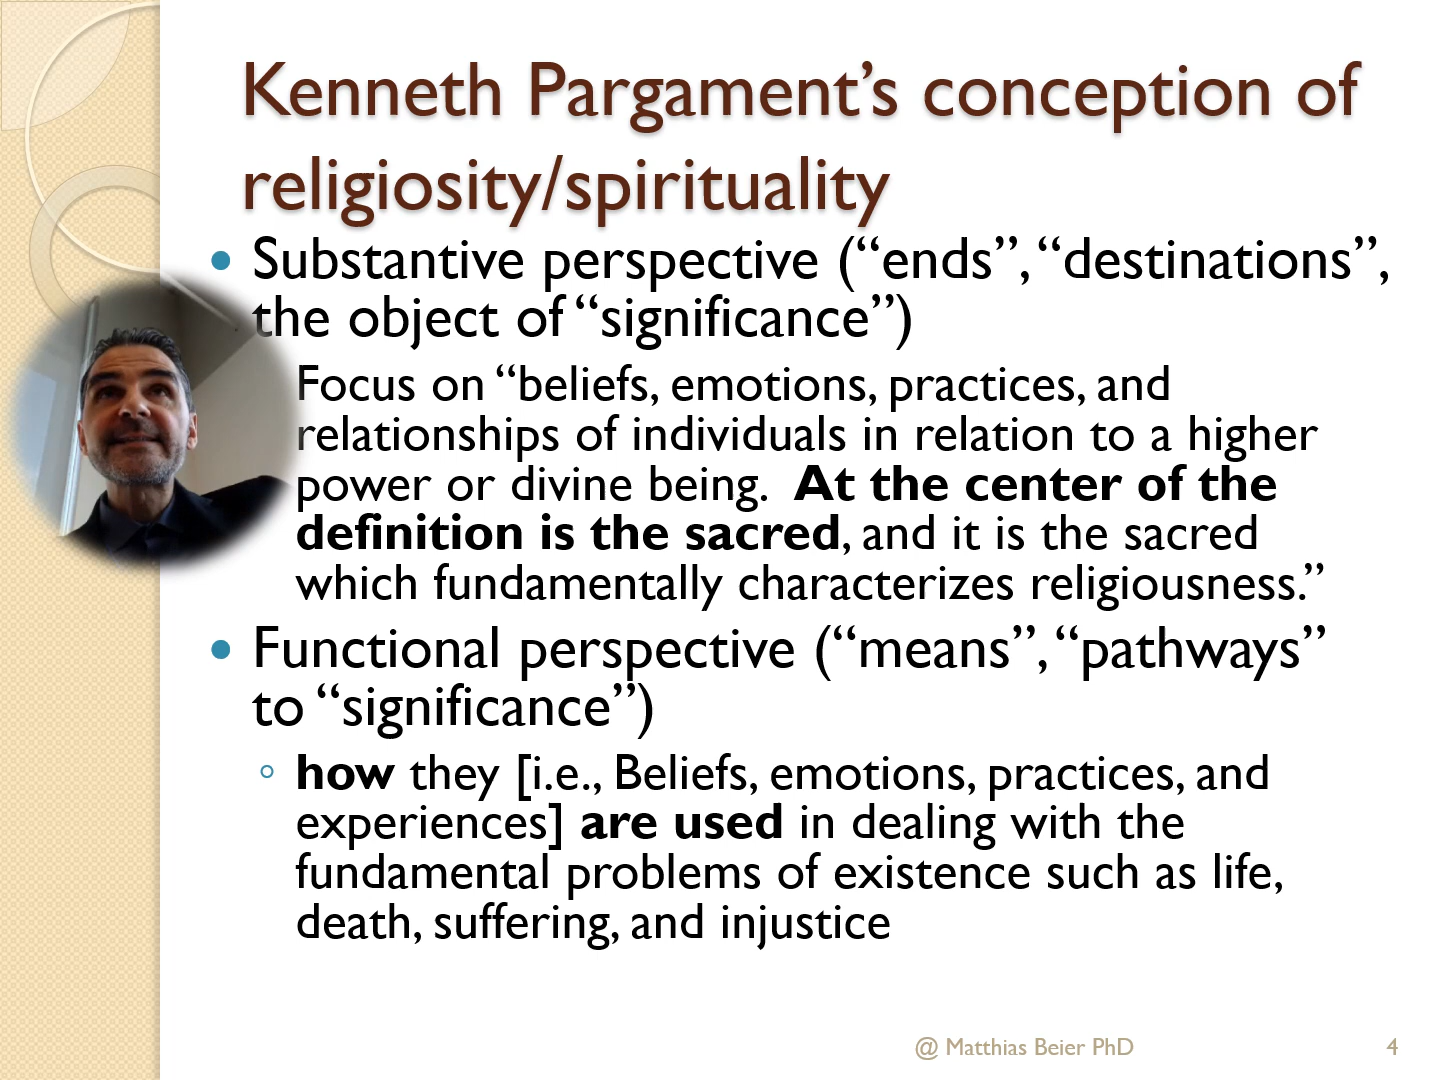 Kenneth Pargament’s conception of
religiosity/spirituality
Substantive perspective (“ends”, “destinations”,
the object of “significance”)
Focus on “beliefs, emotions, practices, and
relationships of individuals in relation to a higher
power or divine being.  At the center of the
definition is the sacred, and it is the sacred
which fundamentally characterizes religiousness.”
Functional perspective (“means”, “pathways”
to “significance”)
how they [i.e., Beliefs, emotions, practices, and
experiences] are used in dealing with the
fundamental problems of existence such as life,
death, suffering, and injustice
@ Matthias Beier PhD
4